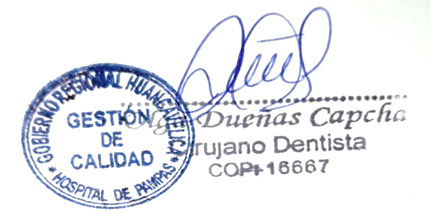 GOBIERNO REGIONAL HUANCAVELICA
GESTIÓN
DE
CALIDAD
* HOSPITAL DE PAMPAS *
Dueñas Capcha
rujano Dentista
COP: 16667